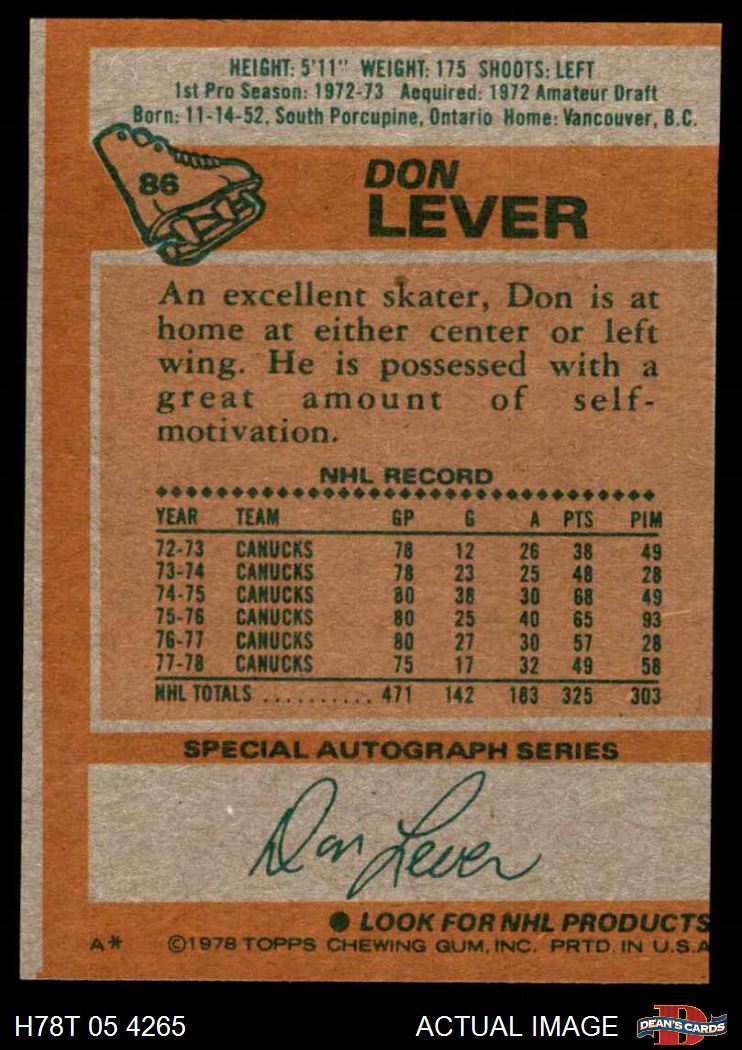 HEIGHT: 5'11" WEIGHT: 175 SHOOTS: LEFT
1st Pro Season: 1972-73 Acquired: 1972 Amateur Draft
Born: 11-14-52, South Porcupine, Ontario Home: Vancouver, B.C.
86
DON
LEVER
An excellent skater, Don is at
home at either center or left
wing. He is possessed with a
great amount of self-
motivation.
NHL RECORD
YEAR TEAM GP G A PTS PIM
72-73 CANUCKS 78 12 26 38 49
73-74 CANUCKS 78 23 25 48 28
74-75 CANUCKS 80 38 30 68 49
75-76 CANUCKS 80 25 40 65 93
76-77 CANUCKS 80 27 30 57 28
77-78 CANUCKS 75 17 32 49 58
NHL TOTALS .......... 471 142 183 325 303
SPECIAL AUTOGRAPH SERIES
Don Lever
● LOOK FOR NHL PRODUCTS
A* ©1978 TOPPS CHEWING GUM, INC. PRTD. IN U.S.A
H78T 05 4265 ACTUAL IMAGE DEAN'S CARDS